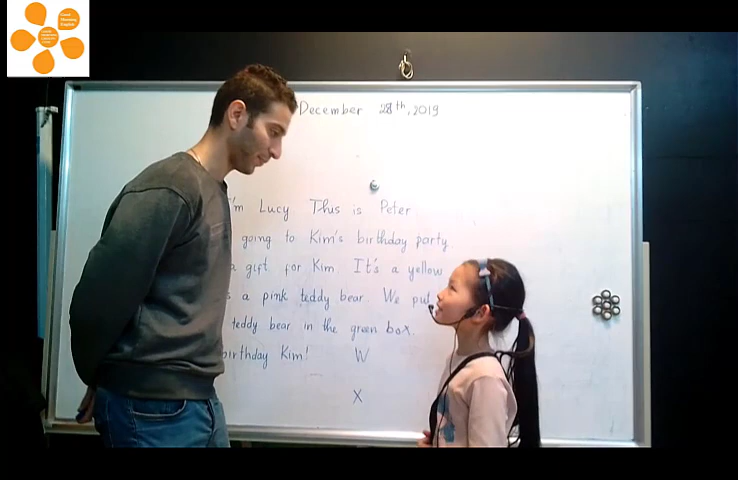 December 28th, 2019
I'm Lucy This is Peter
going to Kim's birthday party.
a gift for Kim. It's a yellow
a pink teddy bear. We put
teddy bear in the green box.
birthday Kim! W
X